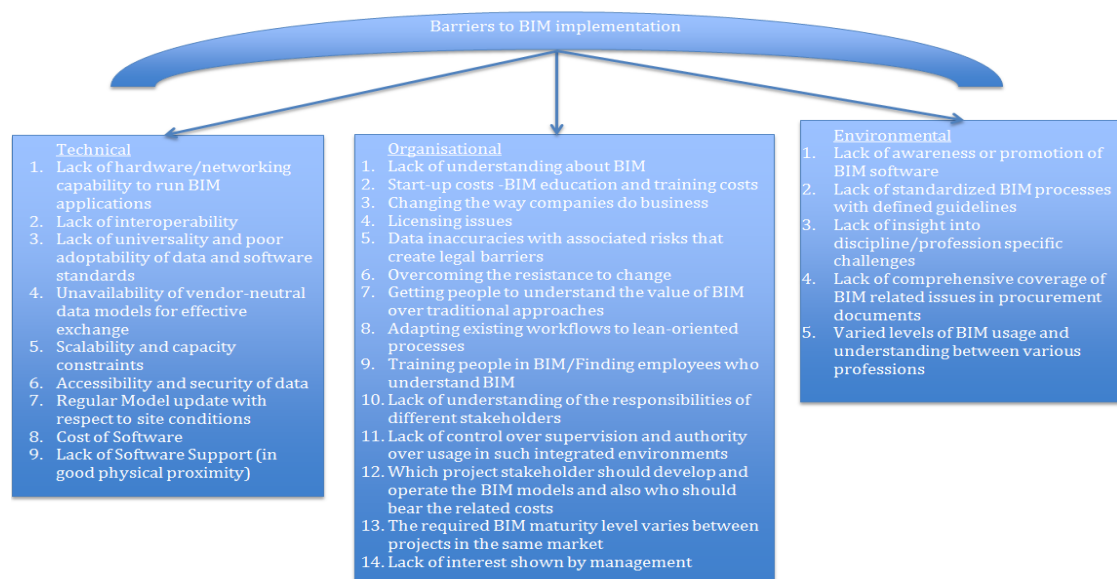 Barriers to BIM implementation
Technical
1. Lack of hardware/networking
capability to run BIM
applications
2. Lack of interoperability
3. Lack of universality and poor
adoptability of data and software
standards
4. Unavailability of vendor-neutral
data models for effective
exchange
5. Scalability and capacity
constraints
6. Accessibility and security of data
7. Regular Model update with
respect to site conditions
8. Cost of Software
9. Lack of Software Support (in
good physical proximity)
Organisational
1. Lack of understanding about BIM
2. Start-up costs -BIM education and training costs
3. Changing the way companies do business
4. Licensing issues
5. Data inaccuracies with associated risks that
create legal barriers
6. Overcoming the resistance to change
7. Getting people to understand the value of BIM
over traditional approaches
8. Adapting existing workflows to lean-oriented
processes
9. Training people in BIM/Finding employees who
understand BIM
10. Lack of understanding of the responsibilities of
different stakeholders
11. Lack of control over supervision and authority
over usage in such integrated environments
12. Which project stakeholder should develop and
operate the BIM models and also who should
bear the related costs
13. The required BIM maturity level varies between
projects in the same market
14. Lack of interest shown by management
Environmental
1. Lack of awareness or promotion of
BIM software
2. Lack of standardized BIM processes
with defined guidelines
3. Lack of insight into
discipline/profession specific
challenges
4. Lack of comprehensive coverage of
BIM related issues in procurement
documents
5. Varied levels of BIM usage and
understanding between various
professions